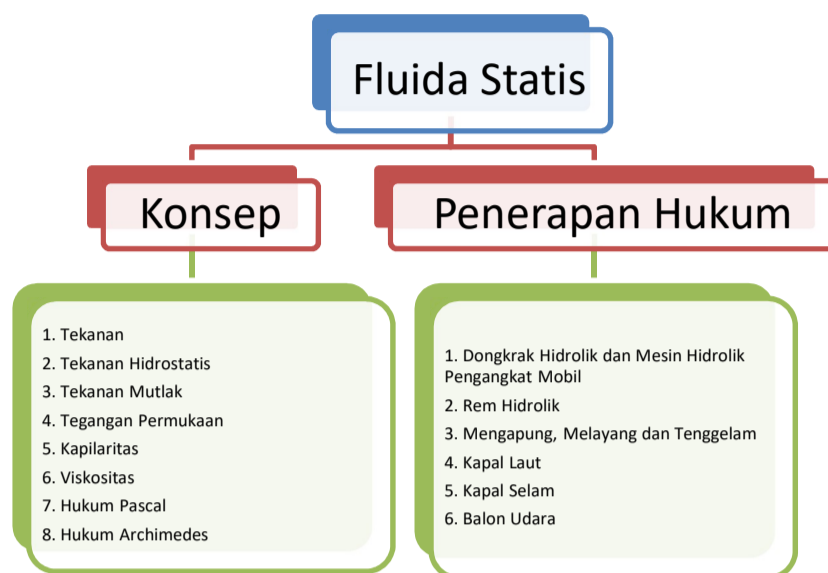 Fluida Statis
Konsep
Penerapan Hukum
1. Tekanan
2. Tekanan Hidrostatis
3. Tekanan Mutlak
4. Tegangan Permukaan
5. Kapilaritas
6. Viskositas
7. Hukum Pascal
8. Hukum Archimedes
1. Dongkrak Hidrolik dan Mesin Hidrolik
Pengangkat Mobil
2. Rem Hidrolik
3. Mengapung, Melayang dan Tenggelam
4. Kapal Laut
5. Kapal Selam
6. Balon Udara